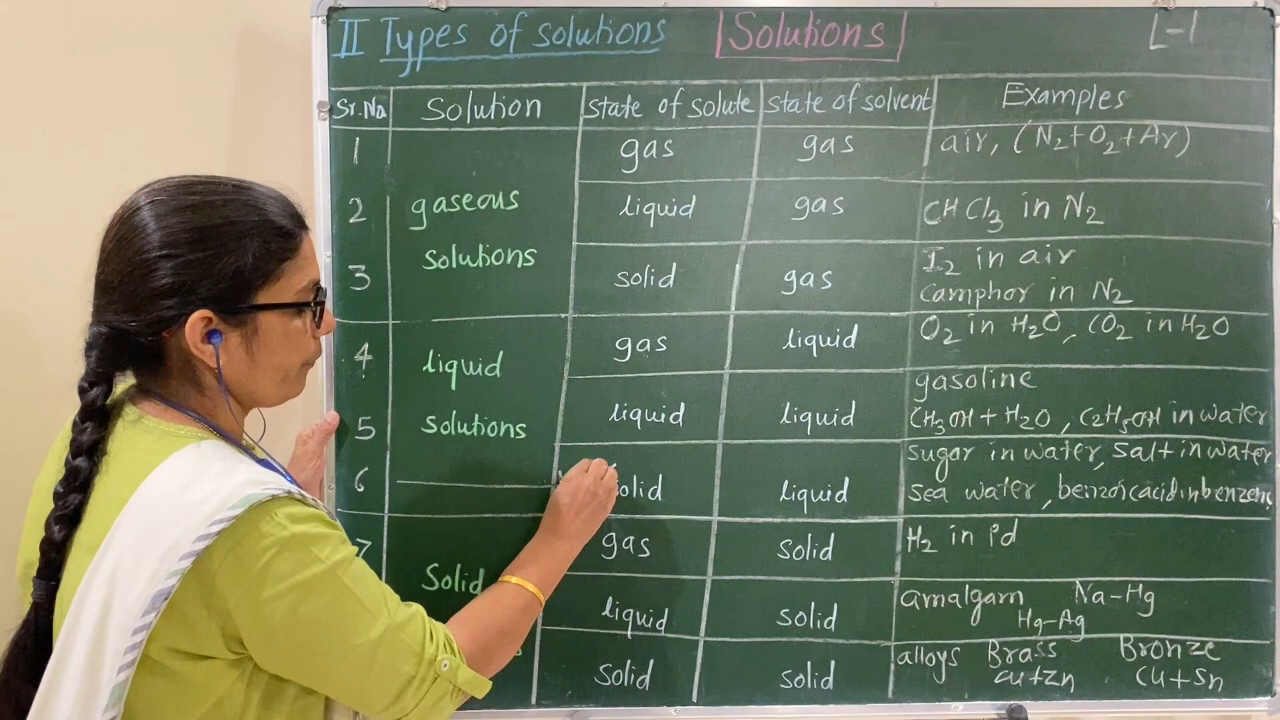 II Types of solutions Solutions L-1
Sr. No Solution state of solute state of solvent Examples
1 gas gas air, (N2+O2+Ar)
2 gaseous liquid gas CHCl3 in N2
solutions
3 solid gas I2 in air
camphor in N2
4 liquid gas liquid O2 in H2O, CO2 in H2O
gasoline
5 solutions liquid liquid CH3OH + H2O, C2H5OH in water
sugar in water, salt in water
6 solid liquid sea water, benzoic acid in benzene
7 gas solid H2 in Pd
Solid liquid solid amalgam Na-Hg
Hg-Ag
solid solid alloys Brass Bronze
Cu+Zn Cu+Sn